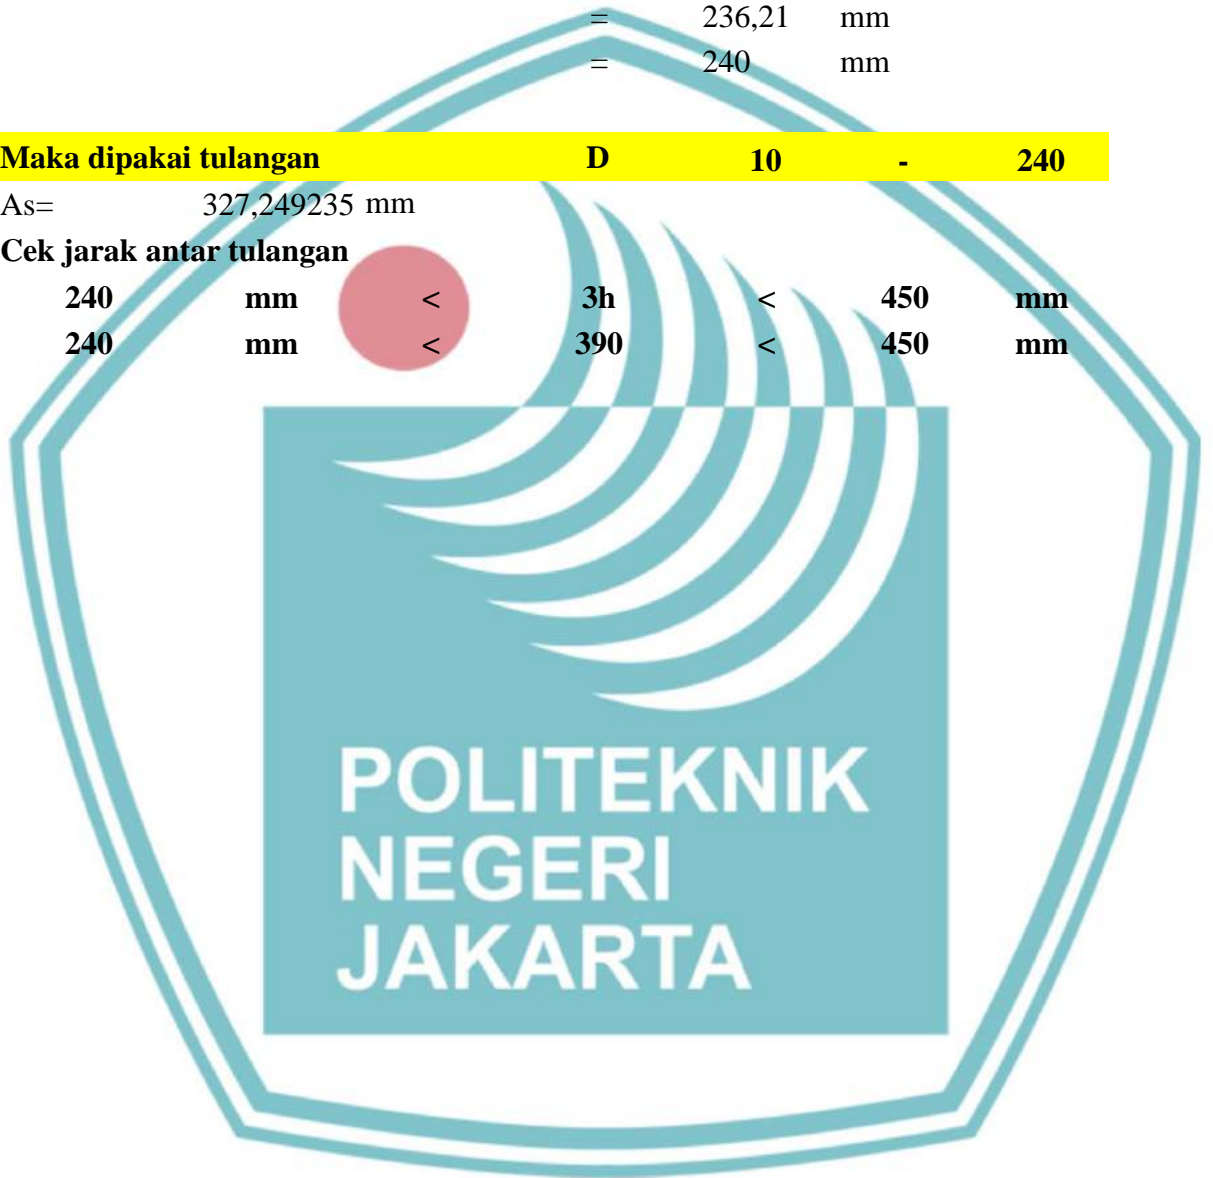 = 236,21 mm
= 240 mm
Maka dipakai tulangan D 10 - 240
As= 327,249235 mm
Cek jarak antar tulangan
240 mm < 3h < 450 mm
240 mm < 390 < 450 mm
POLITEKNIK
NEGERI
JAKARTA